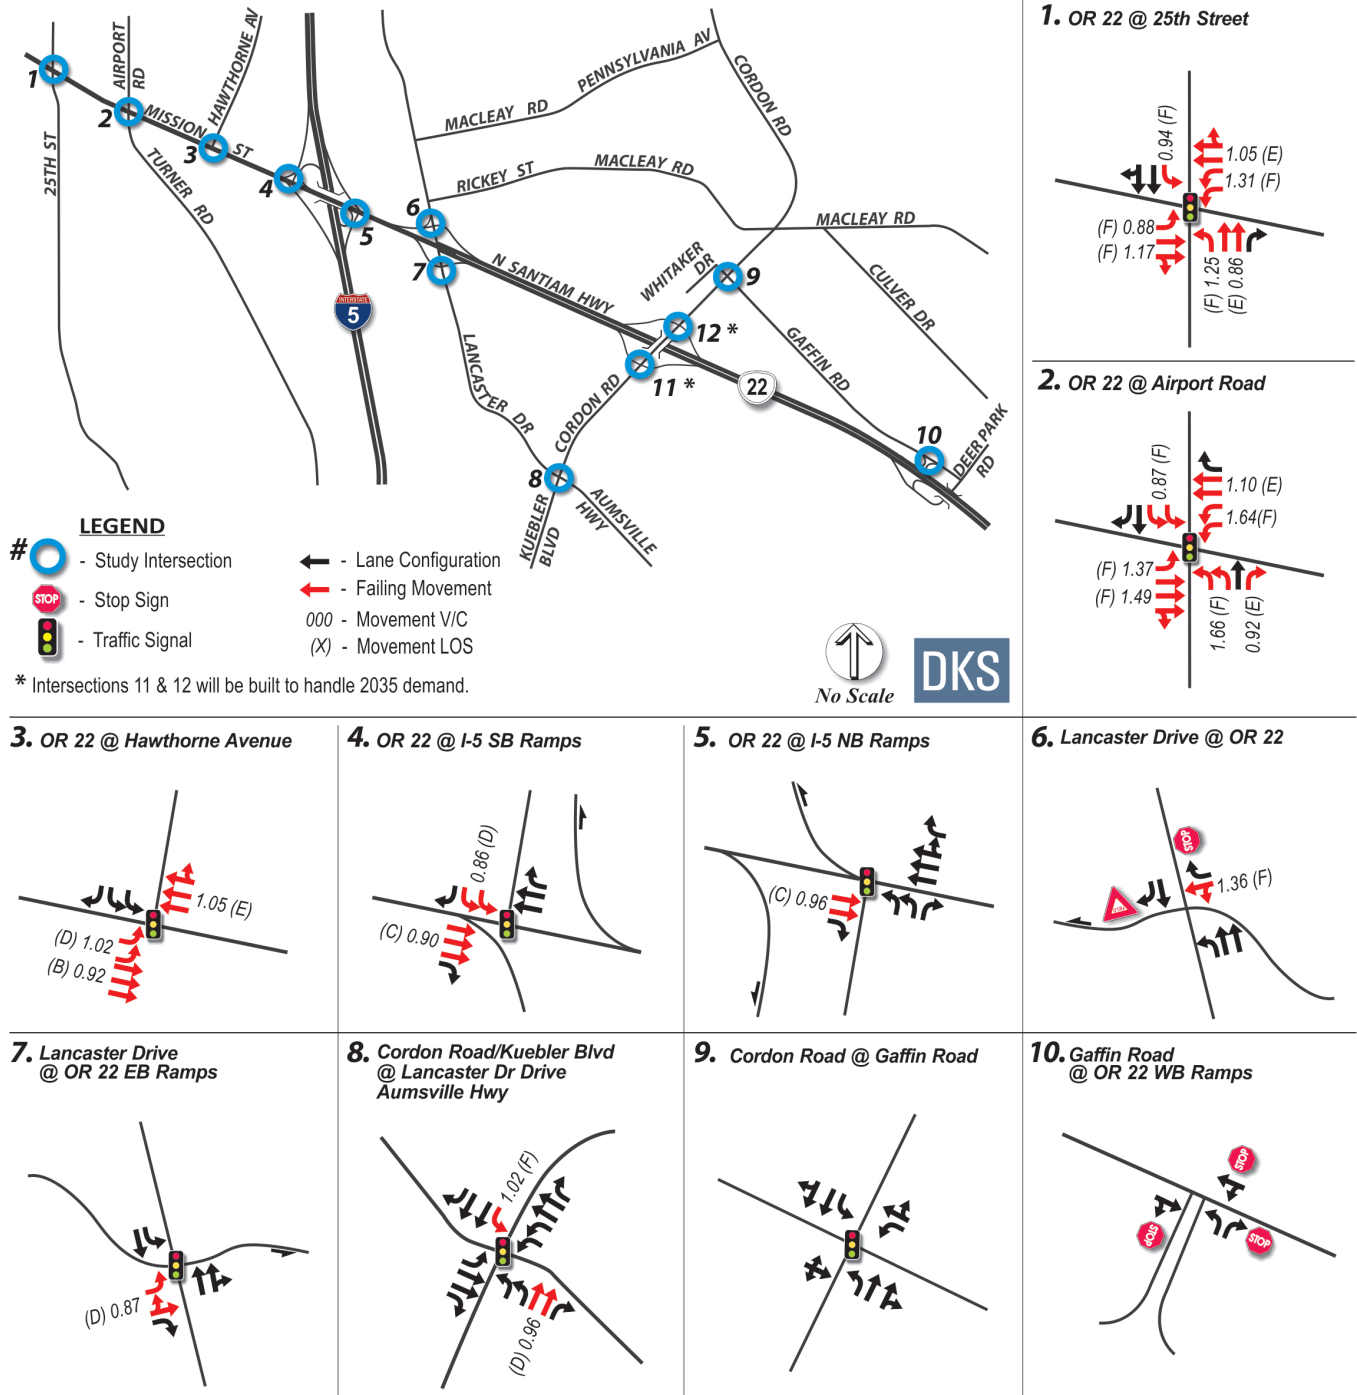 1
25TH ST
AIRPORT
RD
2
MISSION ST
3
HAWTHORNE AV
TURNER RD
4
5
INTERSTATE
5
6
7
MACLEAY RD
PENNSYLVANIA AV
RICKEY ST
MACLEAY RD
CORDON RD
MACLEAY RD
N SANTIAM HWY
WHITAKER
DR
9
12 *
11 *
CULVER DR
GAFFIN RD
22
LANCASTER DR
CORDON RD
8
KUEBLER
BLVD
AUMSVILLE
HWY
10
DEER PARK
RD
LEGEND
# - Study Intersection
STOP - Stop Sign
- Traffic Signal
- Lane Configuration
- Failing Movement
000 - Movement V/C
(X) - Movement LOS
* Intersections 11 & 12 will be built to handle 2035 demand.
No Scale
DKS
1. OR 22 @ 25th Street
0.94 (F)
1.05 (E)
1.31 (F)
(F) 0.88
(F) 1.17
(F) 1.25
(E) 0.86
2. OR 22 @ Airport Road
0.87 (F)
1.10 (E)
1.64(F)
(F) 1.37
(F) 1.49
1.66 (F)
0.92 (E)
3. OR 22 @ Hawthorne Avenue
1.05 (E)
(D) 1.02
(B) 0.92
4. OR 22 @ I-5 SB Ramps
0.86 (D)
(C) 0.90
5. OR 22 @ I-5 NB Ramps
(C) 0.96
6. Lancaster Drive @ OR 22
STOP
1.36 (F)
7. Lancaster Drive
@ OR 22 EB Ramps
(D) 0.87
8. Cordon Road/Kuebler Blvd
@ Lancaster Dr Drive
Aumsville Hwy
1.02 (F)
(D) 0.96
9. Cordon Road @ Gaffin Road
10. Gaffin Road
@ OR 22 WB Ramps
STOP
STOP
STOP